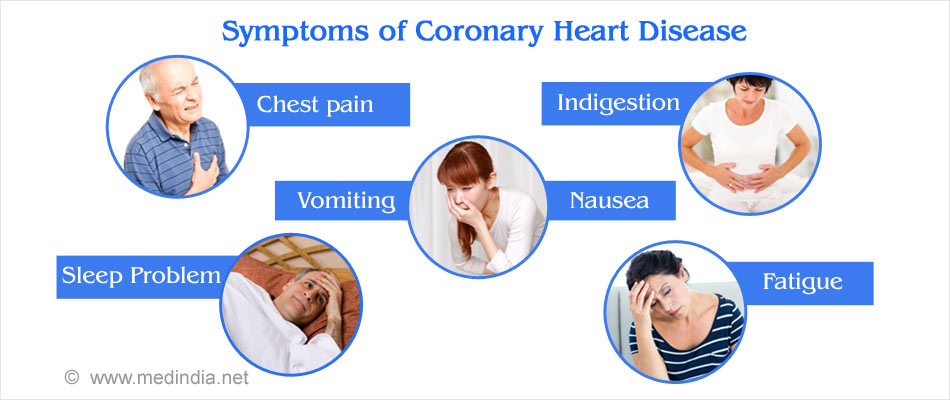 Symptoms of Coronary Heart Disease
Chest pain
Indigestion
Vomiting
Nausea
Sleep Problem
Fatigue
© www.medindia.net